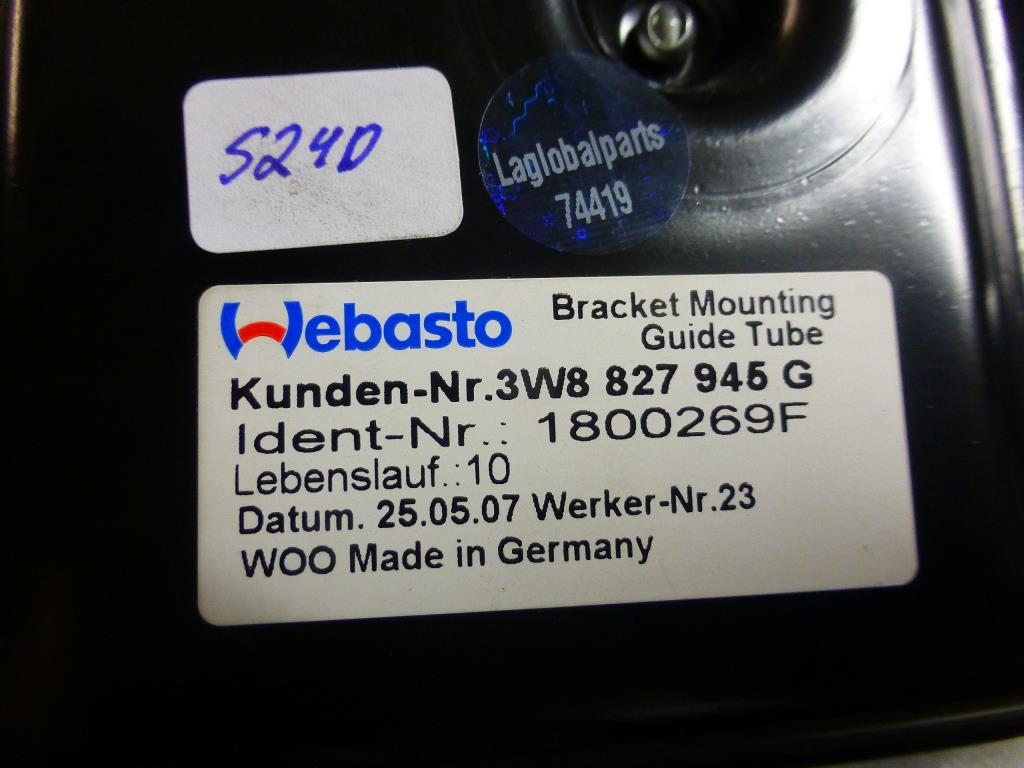 S24D
Laglobalparts
74419
Webasto
Bracket Mounting
Guide Tube
Kunden-Nr.3W8 827 945 G
Ident-Nr.: 1800269F
Lebenslauf.:10
Datum. 25.05.07 Werker-Nr.23
WOO Made in Germany